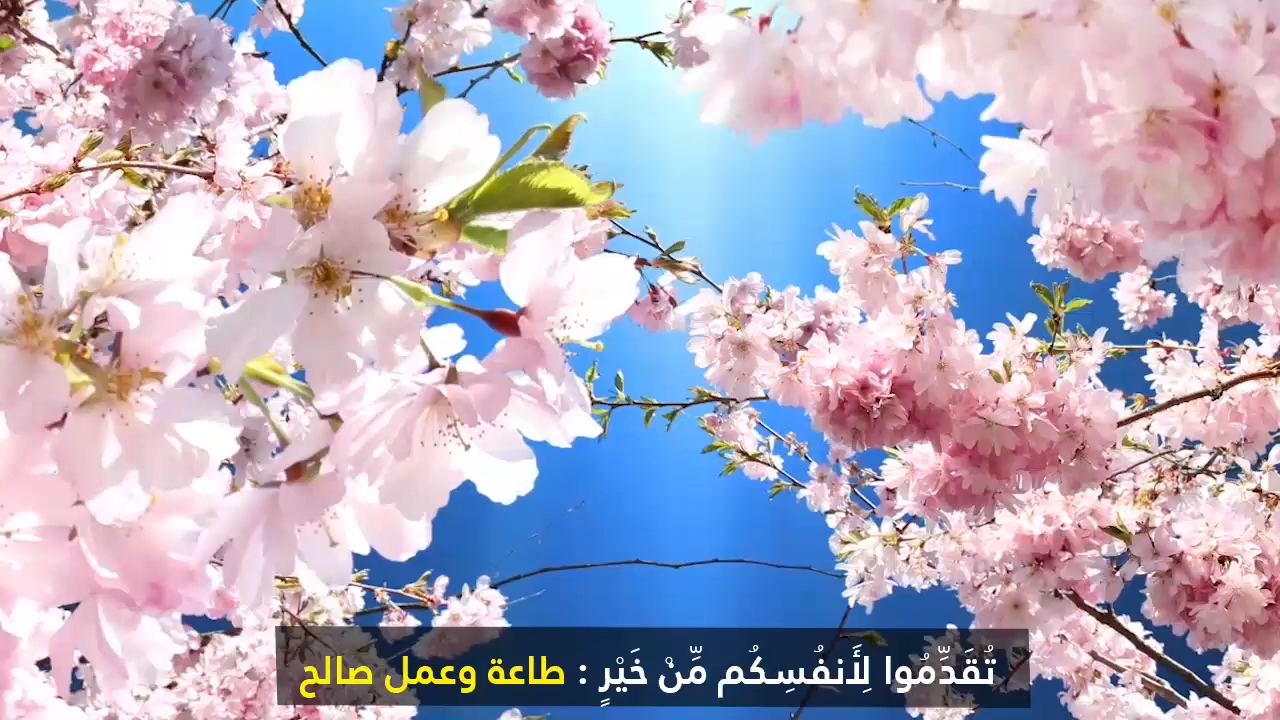 تُقَدِّمُوا لِأَنفُسِكُم مِّنْ خَيْرٍ : طاعة وعمل صالح